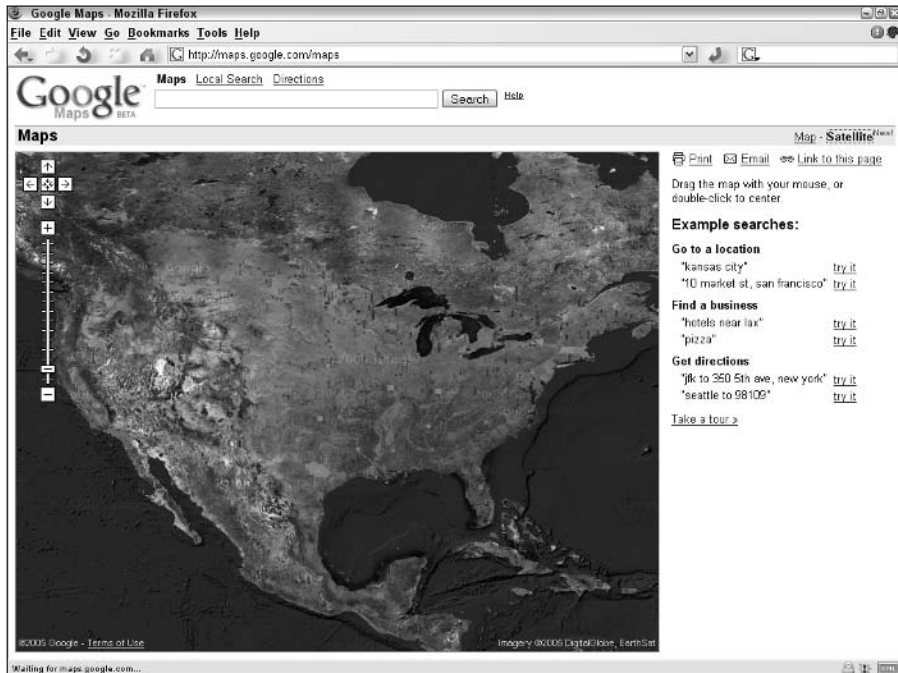 Google Maps - Mozilla Firefox
File Edit View Go Bookmarks Tools Help
http://maps.google.com/maps
Maps Local Search Directions
Google
Maps BETA
Search Help
Maps
Map - Satellite New!
Print Email Link to this page
Drag the map with your mouse, or
double-click to center.
Example searches:
Go to a location
"kansas city" try it
"10 market st, san francisco" try it
Find a business
"hotels near lax" try it
"pizza" try it
Get directions
"jfk to 350 5th ave, new york" try it
"seattle to 98109" try it
Take a tour >
©2005 Google - Terms of Use
Imagery ©2005 DigitalGlobe, EarthSat
Waiting for maps.google.com...